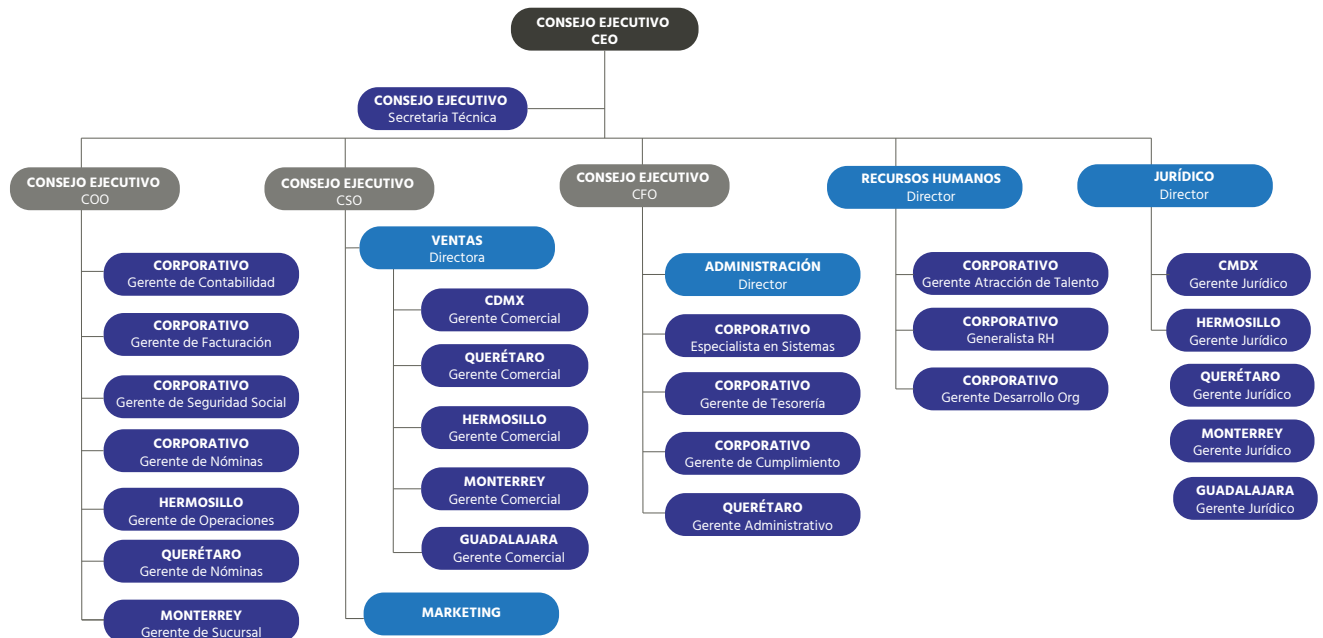 CONSEJO EJECUTIVO
CEO
CONSEJO EJECUTIVO
Secretaria Técnica
CONSEJO EJECUTIVO
COO
CORPORATIVO
Gerente de Contabilidad
CORPORATIVO
Gerente de Facturación
CORPORATIVO
Gerente de Seguridad Social
CORPORATIVO
Gerente de Nóminas
HERMOSILLO
Gerente de Operaciones
QUERÉTARO
Gerente de Nóminas
MONTERREY
Gerente de Sucursal
CONSEJO EJECUTIVO
CSO
VENTAS
Directora
CDMX
Gerente Comercial
QUERÉTARO
Gerente Comercial
HERMOSILLO
Gerente Comercial
MONTERREY
Gerente Comercial
GUADALAJARA
Gerente Comercial
MARKETING
CONSEJO EJECUTIVO
CFO
ADMINISTRACIÓN
Director
CORPORATIVO
Especialista en Sistemas
CORPORATIVO
Gerente de Tesorería
CORPORATIVO
Gerente de Cumplimiento
QUERÉTARO
Gerente Administrativo
RECURSOS HUMANOS
Director
CORPORATIVO
Gerente Atracción de Talento
CORPORATIVO
Generalista RH
CORPORATIVO
Gerente Desarrollo Org
JURÍDICO
Director
CMDX
Gerente Jurídico
HERMOSILLO
Gerente Jurídico
QUERÉTARO
Gerente Jurídico
MONTERREY
Gerente Jurídico
GUADALAJARA
Gerente Jurídico